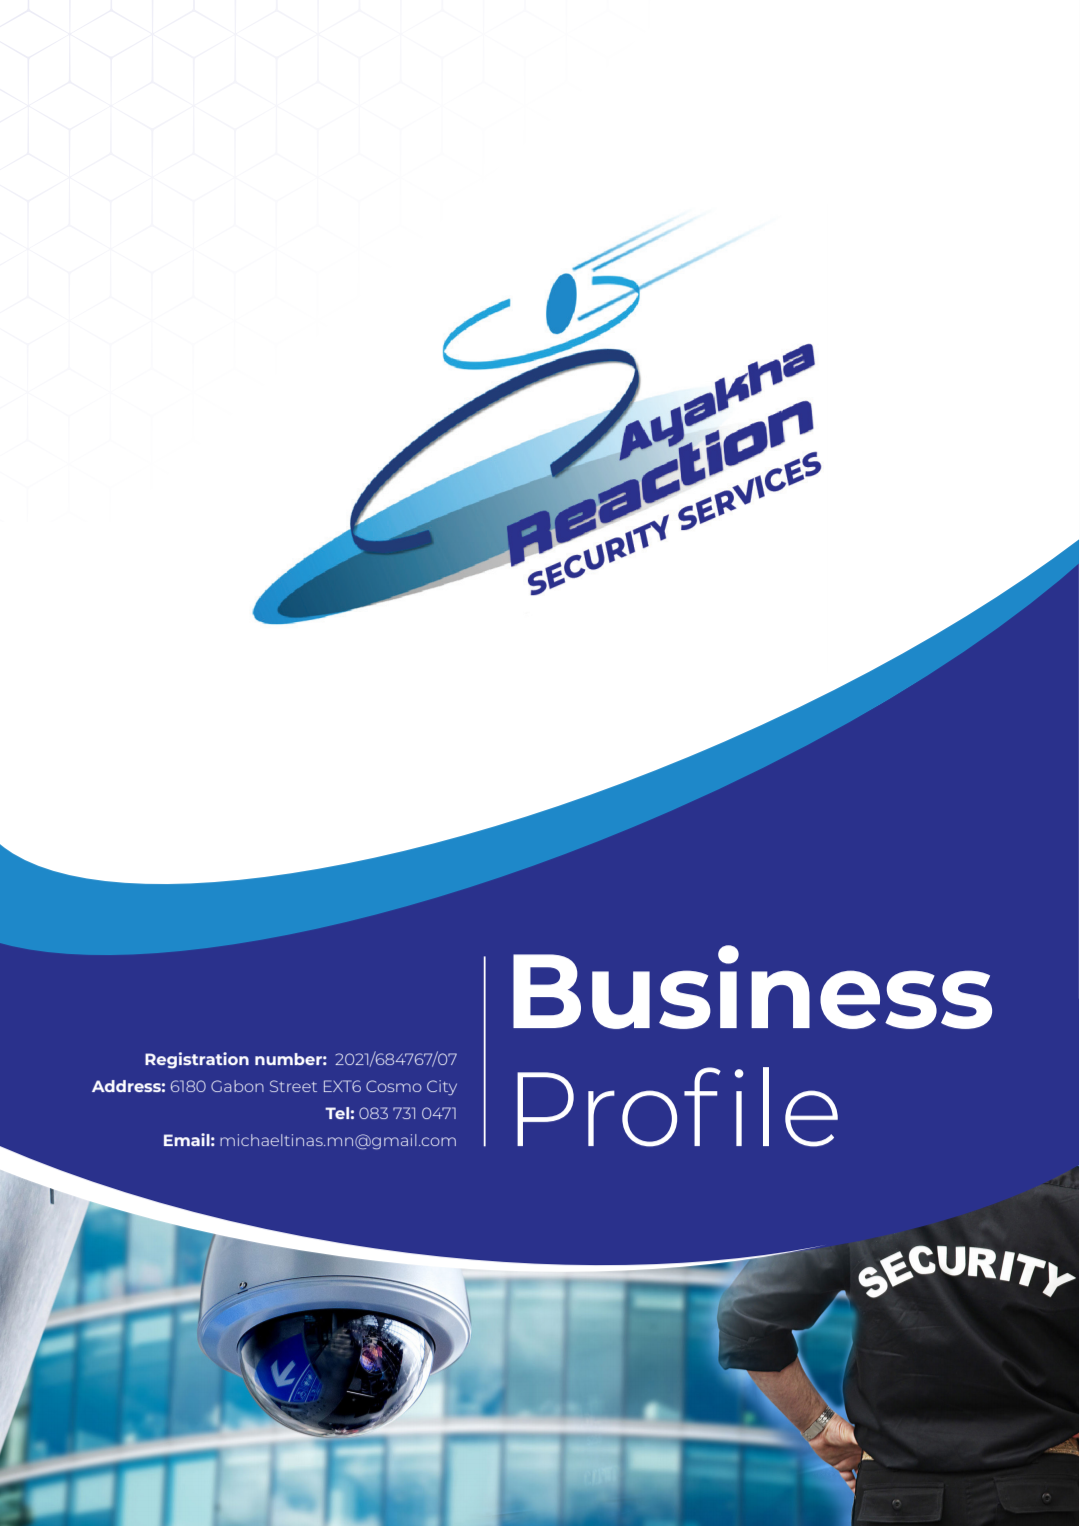 Ayakha
Reaction
SECURITY SERVICES
Business
Profile
Registration number: 2021/684767/07
Address: 6180 Gabon Street EXT6 Cosmo City
Tel: 083 731 0471
Email: michaeltinas.mn@gmail.com
SECURITY